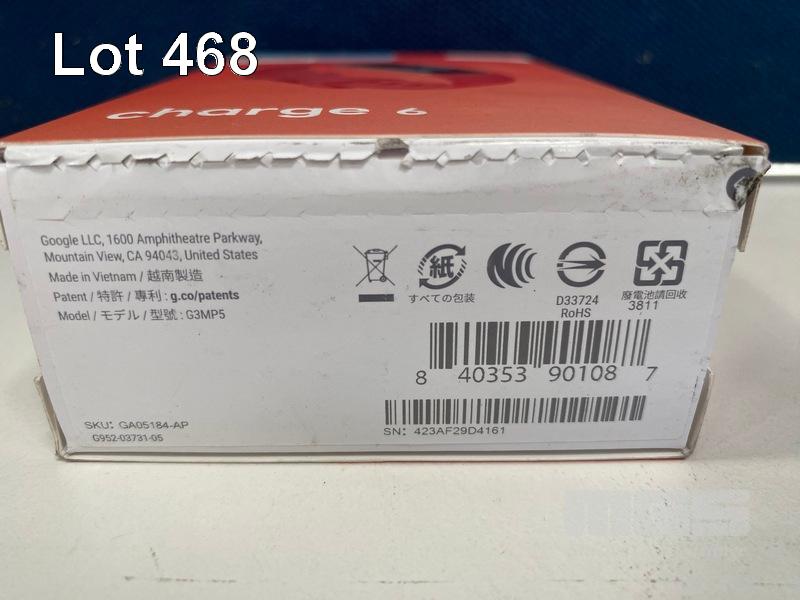 Lot 468
charge 6
Google LLC, 1600 Amphitheatre Parkway,
Mountain View, CA 94043, United States
Made in Vietnam / 越南製造
Patent / 特許 / 專利 : g.co/patents
Model / モデル / 型號 : G3MP5
紙
すべての包装
D33724
RoHS
廢電池請回收
3811
8 40353 90108 7
SKU: GA05184-AP
G952-03731-05
SN: 423AF29D4161